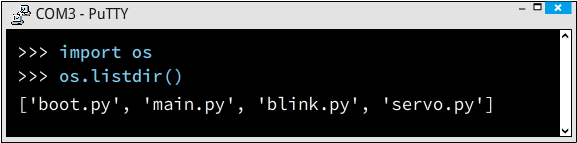 COM3 - PuTTY
>>> import os
>>> os.listdir()
['boot.py', 'main.py', 'blink.py', 'servo.py']